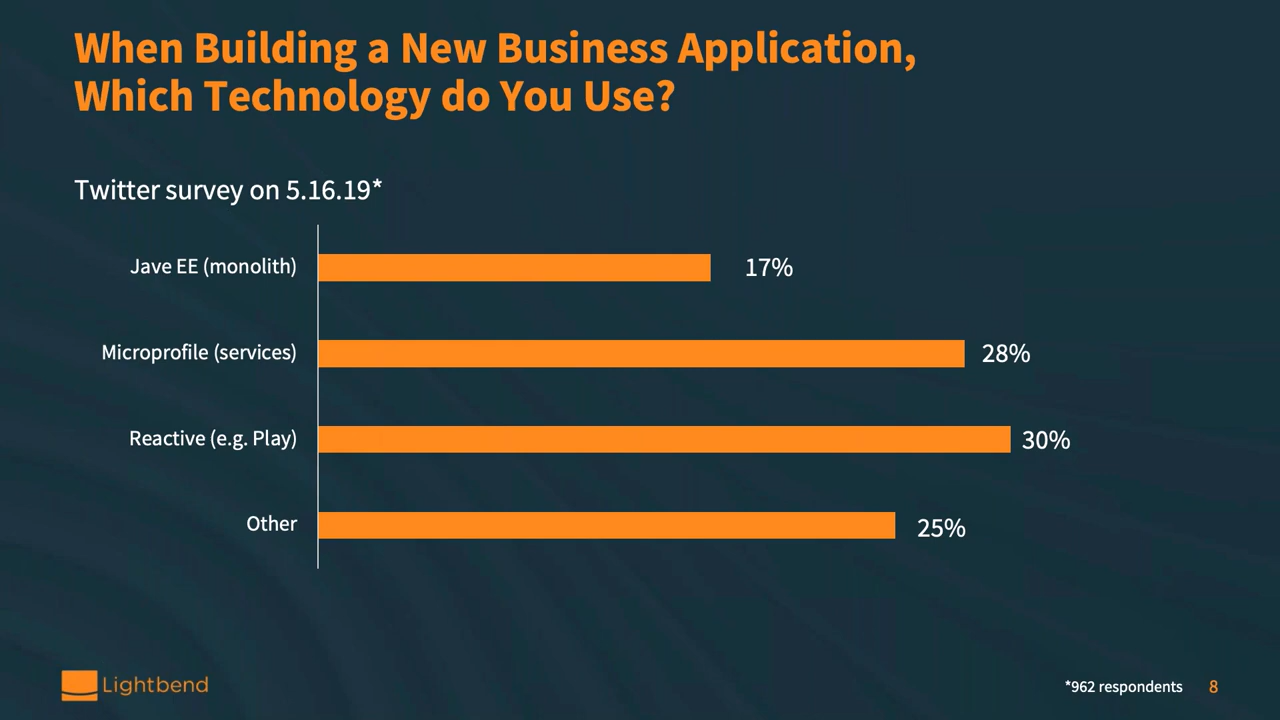 When Building a New Business Application,
Which Technology do You Use?
Twitter survey on 5.16.19*
Jave EE (monolith)
17%
Microprofile (services)
28%
Reactive (e.g. Play)
30%
Other
25%
Lightbend
*962 respondents
8